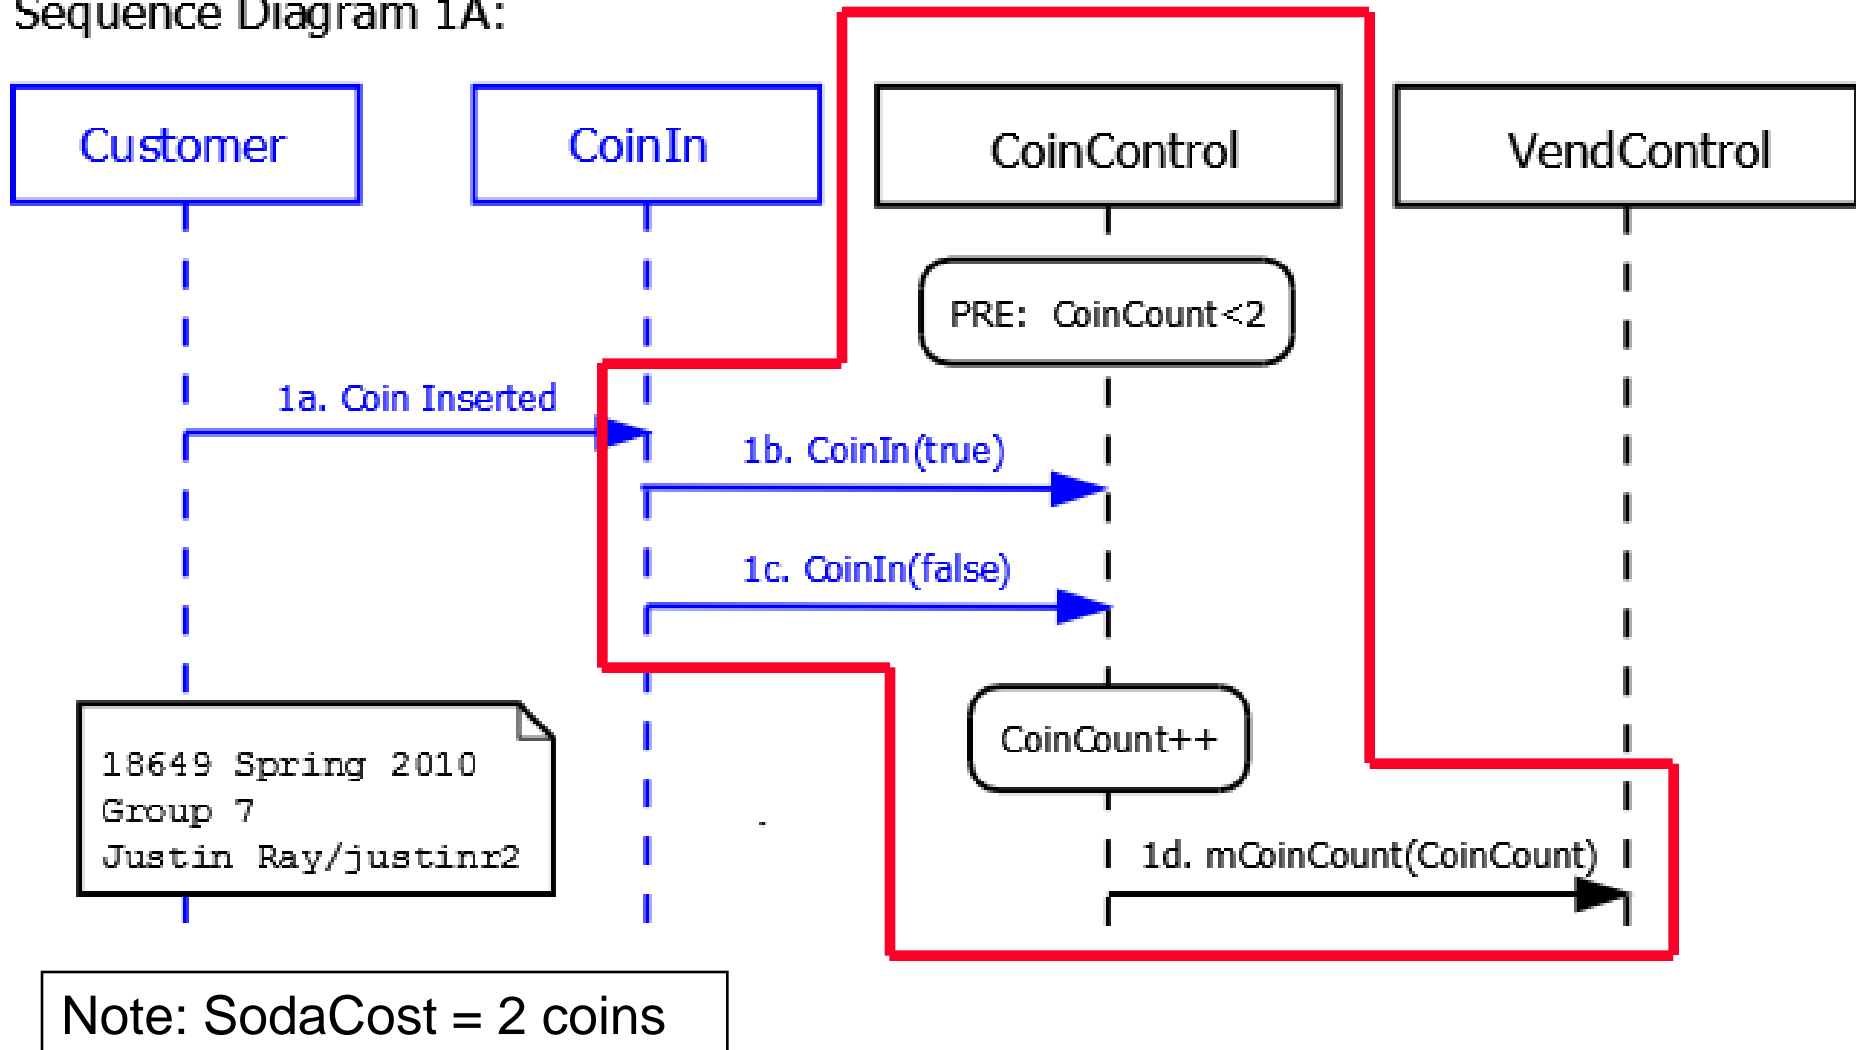 Sequence Diagram 1A:
Customer
CoinIn
CoinControl
VendControl
PRE: CoinCount<2
1a. Coin Inserted
1b. CoinIn(true)
1c. CoinIn(false)
CoinCount++
18649 Spring 2010
Group 7
Justin Ray/justinr2
1d. mCoinCount(CoinCount)
Note: SodaCost = 2 coins